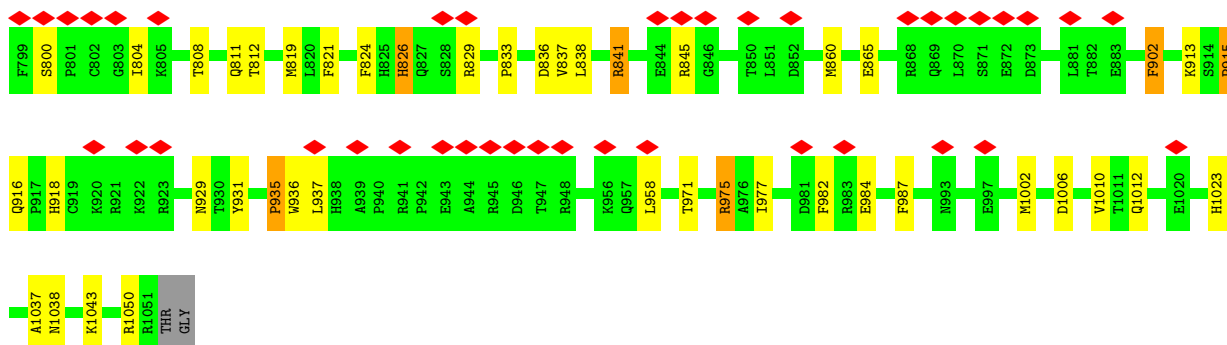 F799 S800 P801 C802 G803 I804 K805 T808 Q811 T812 M819 L820 F821 F824 H825 H826 Q827 S828 R829 P833 D836 V837 L838 R841 E844 R845 G846 T850 L851 D852 M860 E865 R868 Q869 L870 S871 E872 D873 L881 T882 E883 F902 K913 S914
Q916 P917 H918 C919 K920 R921 K922 R923 N929 T930 Y931 P935 W936 L937 H938 A939 P940 R941 P942 E943 A944 R945 D946 T947 R948 K956 Q957 L958 T971 R975 A976 I977 D981 F982 R983 E984 F987 N993 E997 M1002 D1006 V1010 T1011 Q1012 E1020 H1023
A1037 N1038 K1043 R1050 R1051 THR GLY